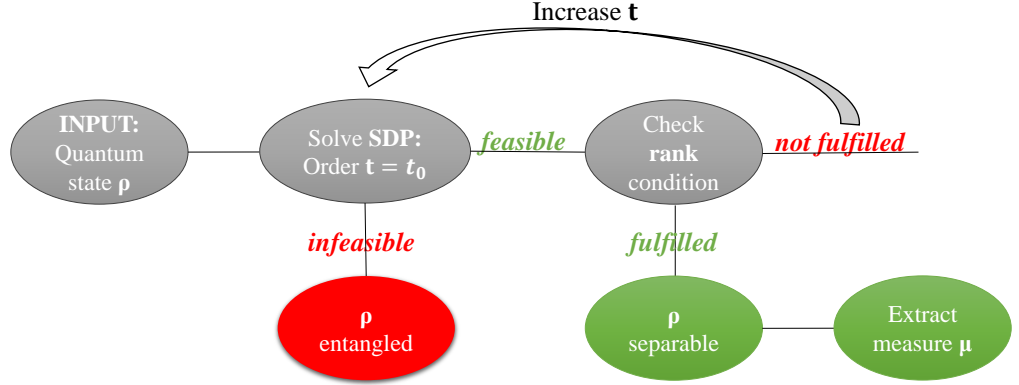 Increase t
INPUT:
Quantum
state ρ
Solve SDP:
Order t = t₀
feasible
Check
rank
condition
not fulfilled
infeasible
fulfilled
ρ
entangled
ρ
separable
Extract
measure μ